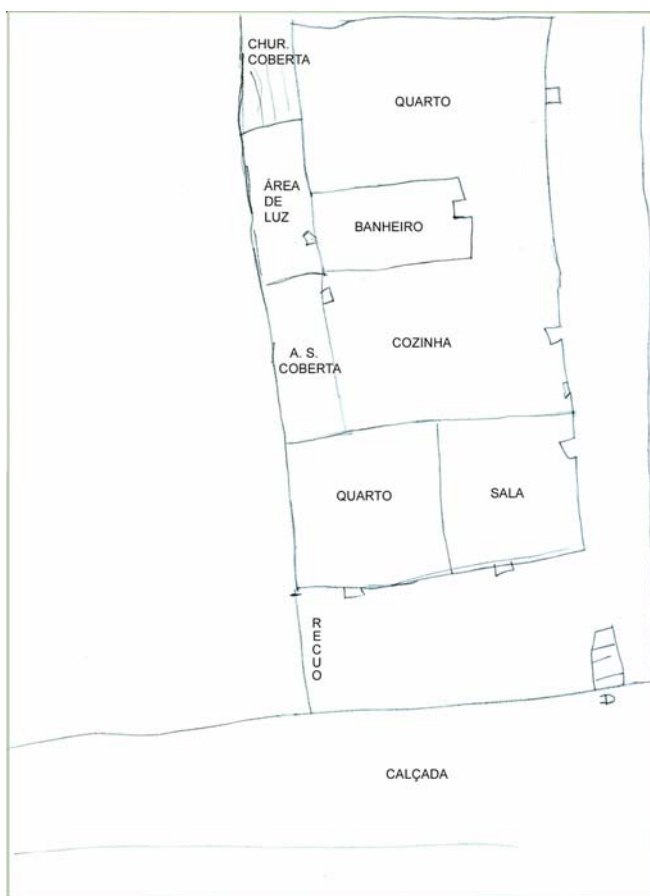 CHUR.
COBERTA
QUARTO
ÁREA
DE
LUZ
BANHEIRO
COZINHA
A. S.
COBERTA
QUARTO
SALA
R
E
C
U
O
D
CALÇADA